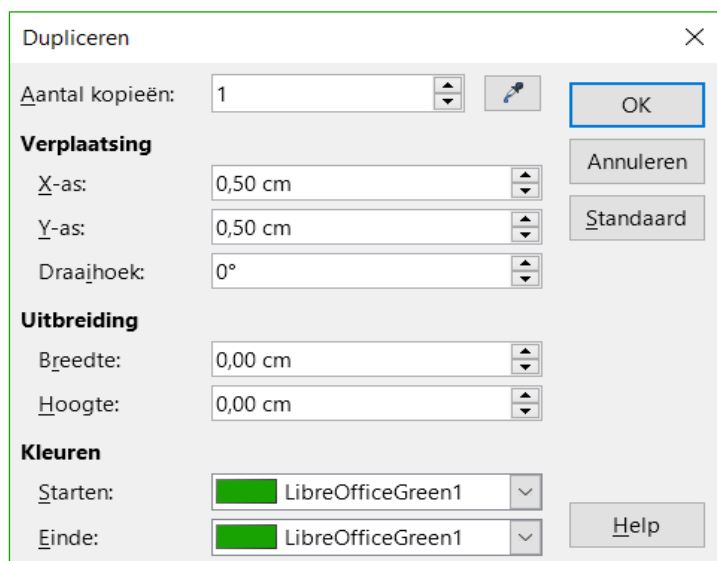 Dupliceren
Aantal kopieën: 1
OK
Verplaatsing
Annuleren
X-as: 0,50 cm
Y-as: 0,50 cm
Standaard
Draaihoek: 0°
Uitbreiding
Breedte: 0,00 cm
Hoogte: 0,00 cm
Kleuren
Starten: LibreOfficeGreen1
Einde: LibreOfficeGreen1
Help